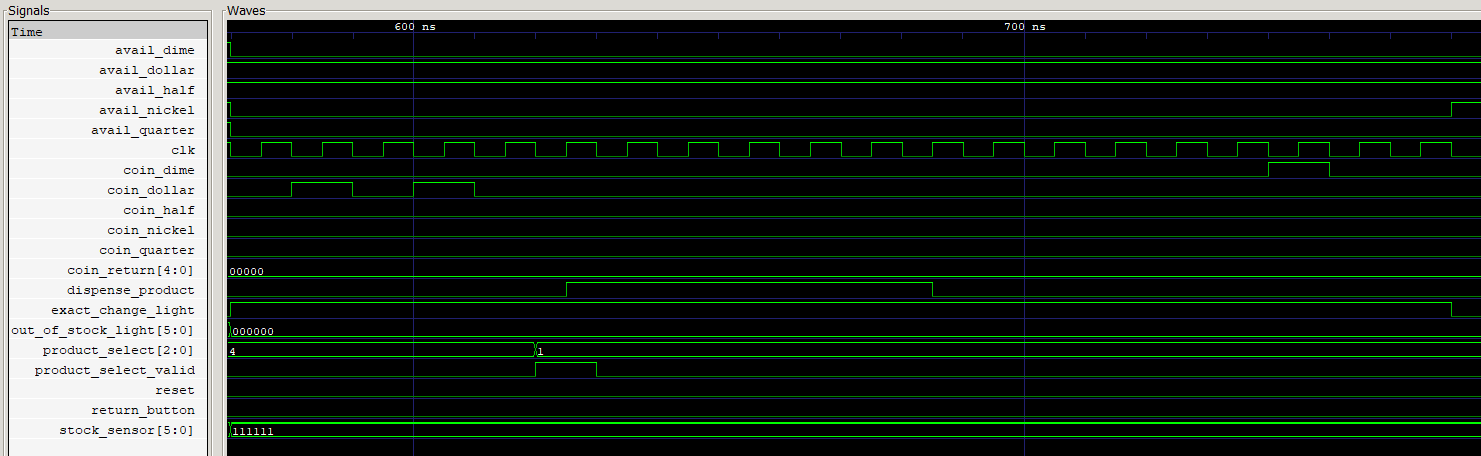 Signals
Waves
Time
600 ns
700 ns
avail_dime
avail_dollar
avail_half
avail_nickel
avail_quarter
clk
coin_dime
coin_dollar
coin_half
coin_nickel
coin_quarter
coin_return[4:0]
00000
dispense_product
exact_change_light
out_of_stock_light[5:0]
000000
product_select[2:0]
4
1
product_select_valid
reset
return_button
stock_sensor[5:0]
111111